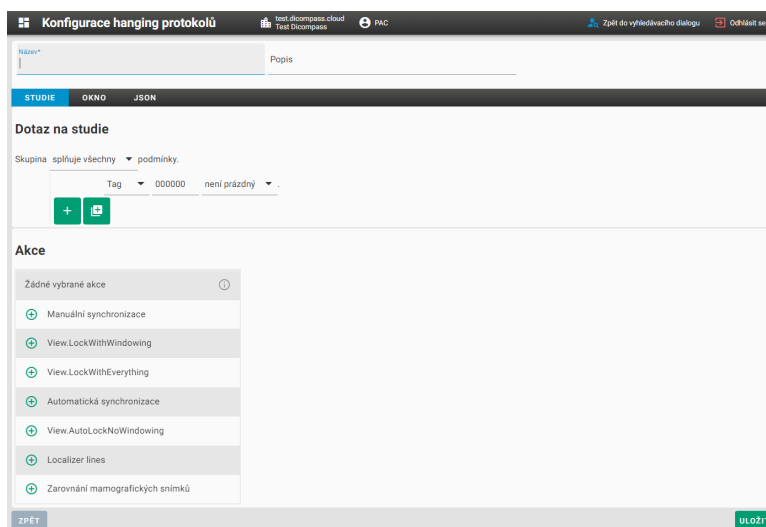 Konfigurace hanging protokolů
test.dicompass.cloud
Test Dicompass
PAC
Zpět do vyhledávacího dialogu
Odhlásit se
Název*
Popis
STUDIE OKNO JSON
Dotaz na studie
Skupina splňuje všechny podmínky.
Tag 000000 není prázdný .
Akce
Žádné vybrané akce
Manuální synchronizace
View.LockWithWindowing
View.LockWithEverything
Automatická synchronizace
View.AutoLockNoWindowing
Localizer lines
Zarovnání mamografických snímků
ZPĚT
ULOŽIT